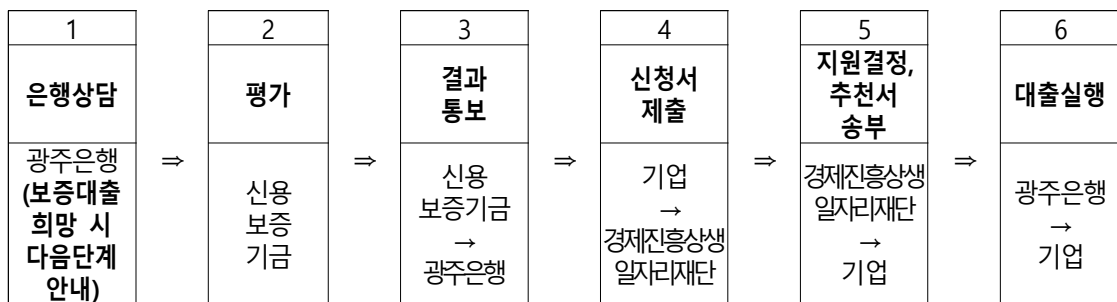 1
은행상담
광주은행
(보증대출
희망 시
다음단계
안내)
⇒
2
평가
신용
보증
기금
⇒
3
결과
통보
신용
보증기금
→
광주은행
⇒
4
신청서
제출
기업
→
경제진흥상생
일자리재단
⇒
5
지원결정,
추천서
송부
경제진흥상생
일자리재단
→
기업
⇒
6
대출실행
광주은행
→
기업